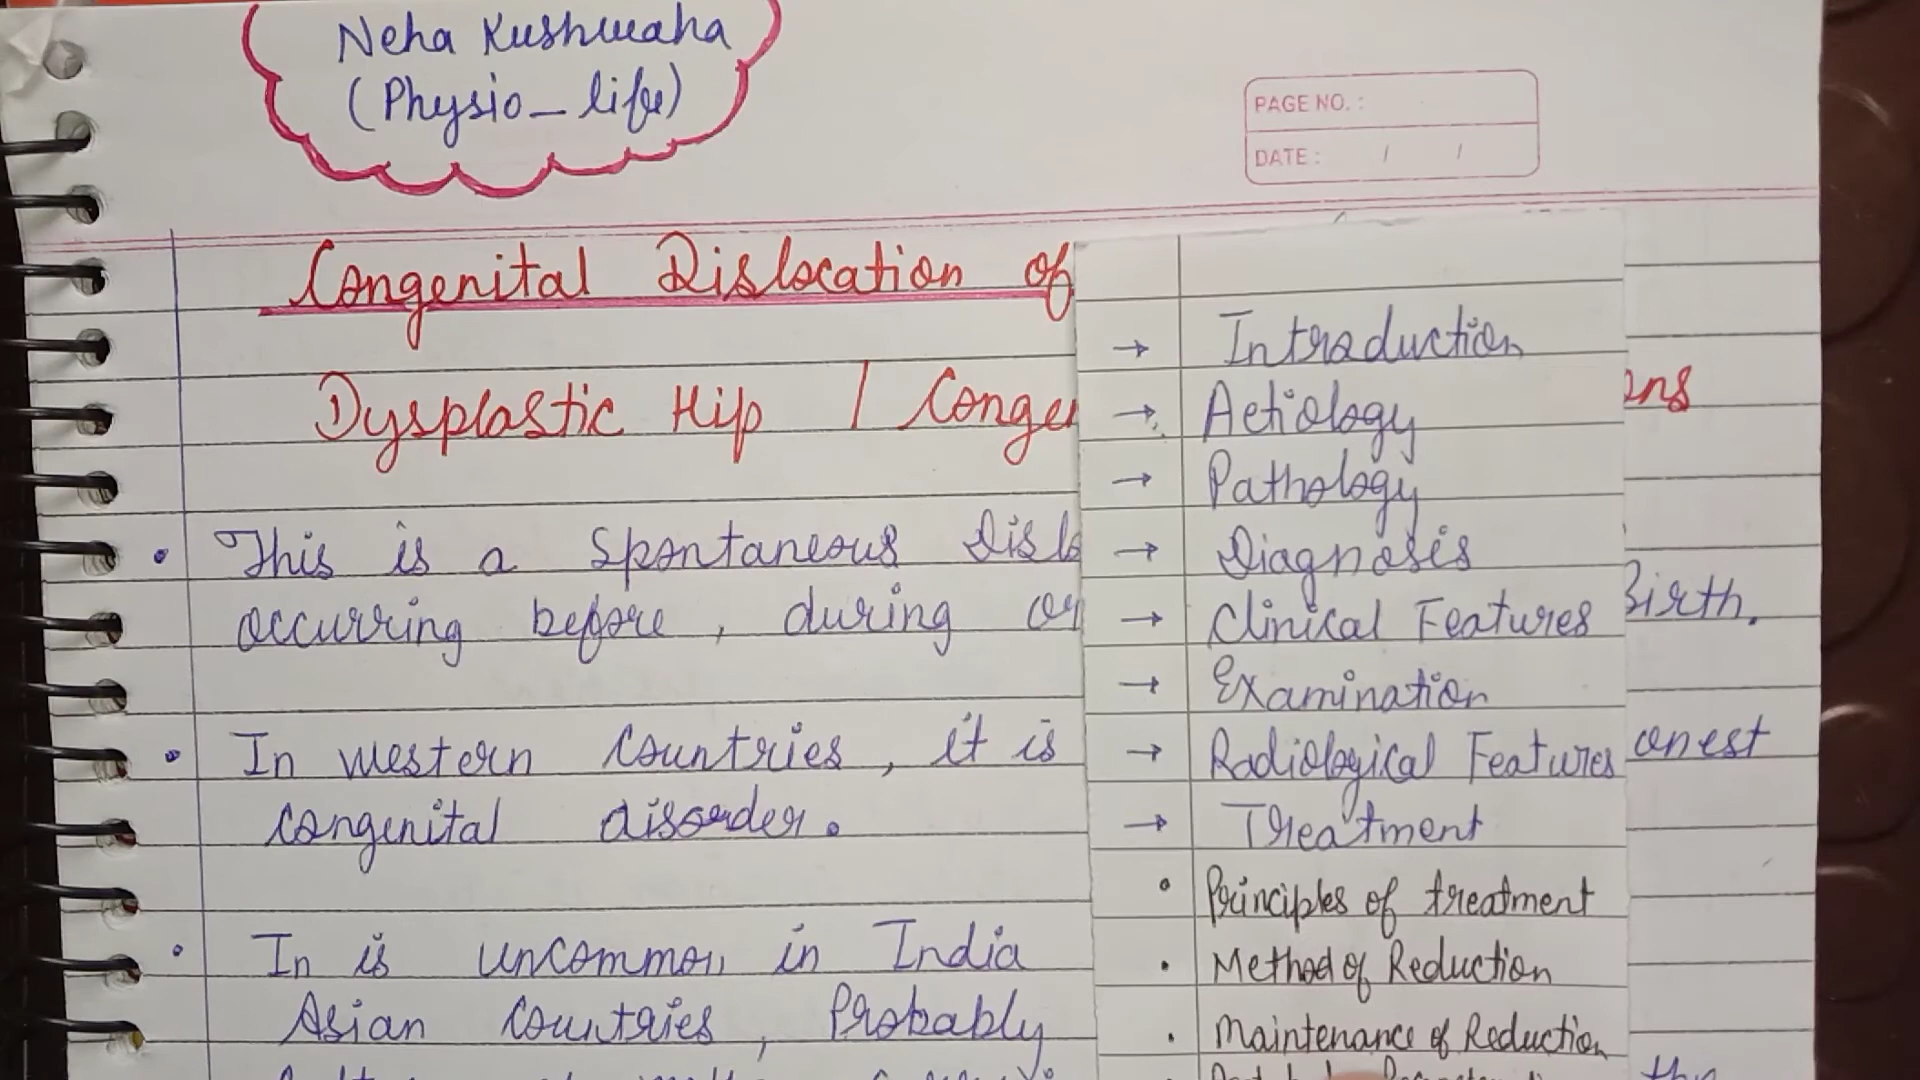 Neha Kushwaha
(Physio_life)
PAGE NO. :
DATE : / /
Congenital Dislocation of
Dysplastic Hip / Conge
ons
This is a Spontaneous
occurring before, during or
Birth.
In western countries, it is
onest
congenital disorder.
In is uncommon in India
Asian countries, Probably
→ Introduction
→ Aetiology
→ Pathology
→ Diagnosis
→ Clinical Features
→ Examination
→ Radiological Features
→ Treatment
• Principles of treatment
• Method of Reduction
• Maintenance of Reduction